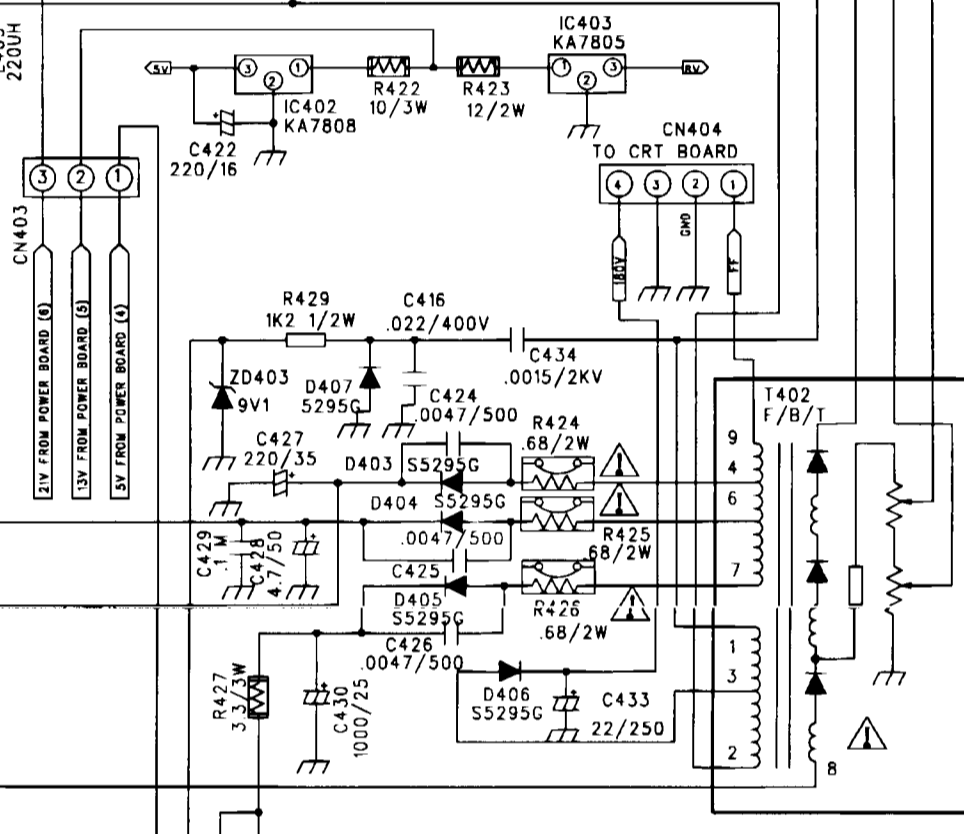 220UH
IC403
KA7805
5V
3
2
1
1
2
3
8V
R422
10/3W
R423
12/2W
IC402
KA7808
C422
220/16
CN404
TO CRT BOARD
3
2
1
4
3
2
1
CN403
GND
180V
FF
21V FROM POWER BOARD (6)
13V FROM POWER BOARD (5)
5V FROM POWER BOARD (4)
R429
1K2 1/2W
C416
.022/400V
C434
.0015/2KV
ZD403
9V1
D407
5295G
C424
.0047/500
T402
F/B/T
C427
220/35
D403
S5295G
R424
.68/2W
9
4
D404
S5295G
6
.0047/500
R425
.68/2W
C429
.1 M
C428
4.7/50
C425
7
D405
S5295G
R426
.68/2W
C426
.0047/500
1
3
R427
3.3/3W
C430
1000/25
D406
S5295G
C433
22/250
2
8